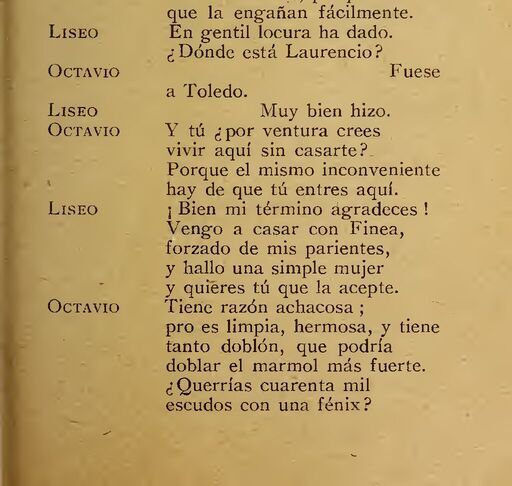 que la engañan fácilmente.
LISEO En gentil locura ha dado.
¿Dónde está Laurencio?
OCTAVIO Fuese
a Toledo.
LISEO Muy bien hizo.
OCTAVIO Y tú ¿por ventura crees
vivir aquí sin casarte?
Porque el mismo inconveniente
hay de que tú entres aquí.
LISEO ¡Bien mi término agradeces!
Vengo a casar con Finea,
forzado de mis parientes,
y hallo una simple mujer
y quieres tú que la acepte.
OCTAVIO Tiene razón achacosa;
pro es limpia, hermosa, y tiene
tanto doblón, que podría
doblar el marmol más fuerte.
¿Querrías cuarenta mil
escudos con una fénix?